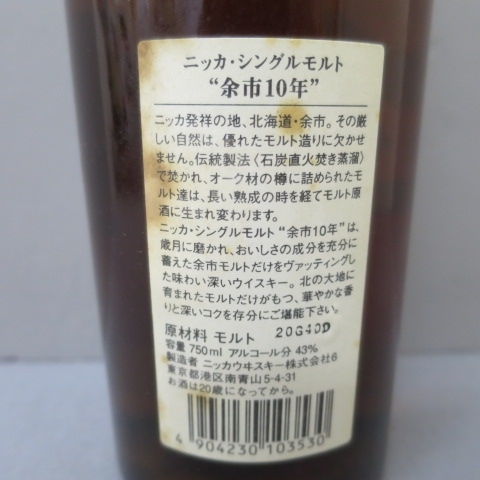 ニッカ・シングルモルト
“余市10年”
ニッカ発祥の地、北海道・余市。その厳
しい自然は、優れたモルト造りに欠かせ
ません。伝統製法〈石炭直火焚き蒸溜〉
で焚かれ、オーク材の樽に詰められたモ
ルト達は、長い熟成の時を経てモルト原
酒に生まれ変わります。
ニッカ・シングルモルト“余市10年”は、
歳月に磨かれ、おいしさの成分を充分に
蓄えた余市モルトだけをヴァッティングし
た味わい深いウイスキー。北の大地に
育まれたモルトだけがもつ、華やかな香
りと深いコクを存分にご堪能下さい。
原材料 モルト 20G40D
容量 750ml アルコール分 43%
製造者 ニッカウヰスキー株式会社6
東京都港区南青山5-4-31
お酒は20歳になってから。
4 904230 103530